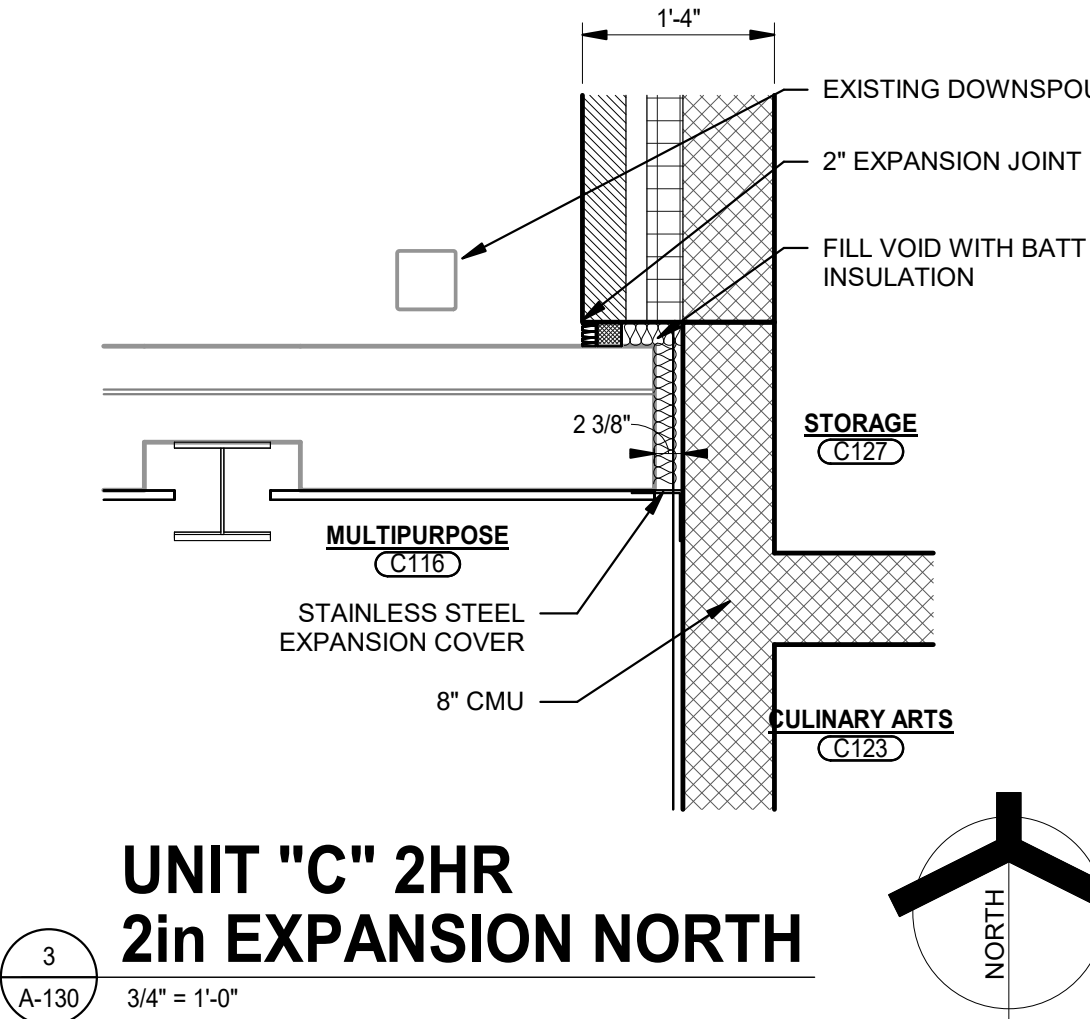 1'-4"
EXISTING DOWNSPOU
2" EXPANSION JOINT
FILL VOID WITH BATT
INSULATION
2 3/8"
STORAGE
C127
MULTIPURPOSE
C116
STAINLESS STEEL
EXPANSION COVER
8" CMU
CULINARY ARTS
C123
UNIT "C" 2HR
2in EXPANSION NORTH
3
A-130
3/4" = 1'-0"
NORTH